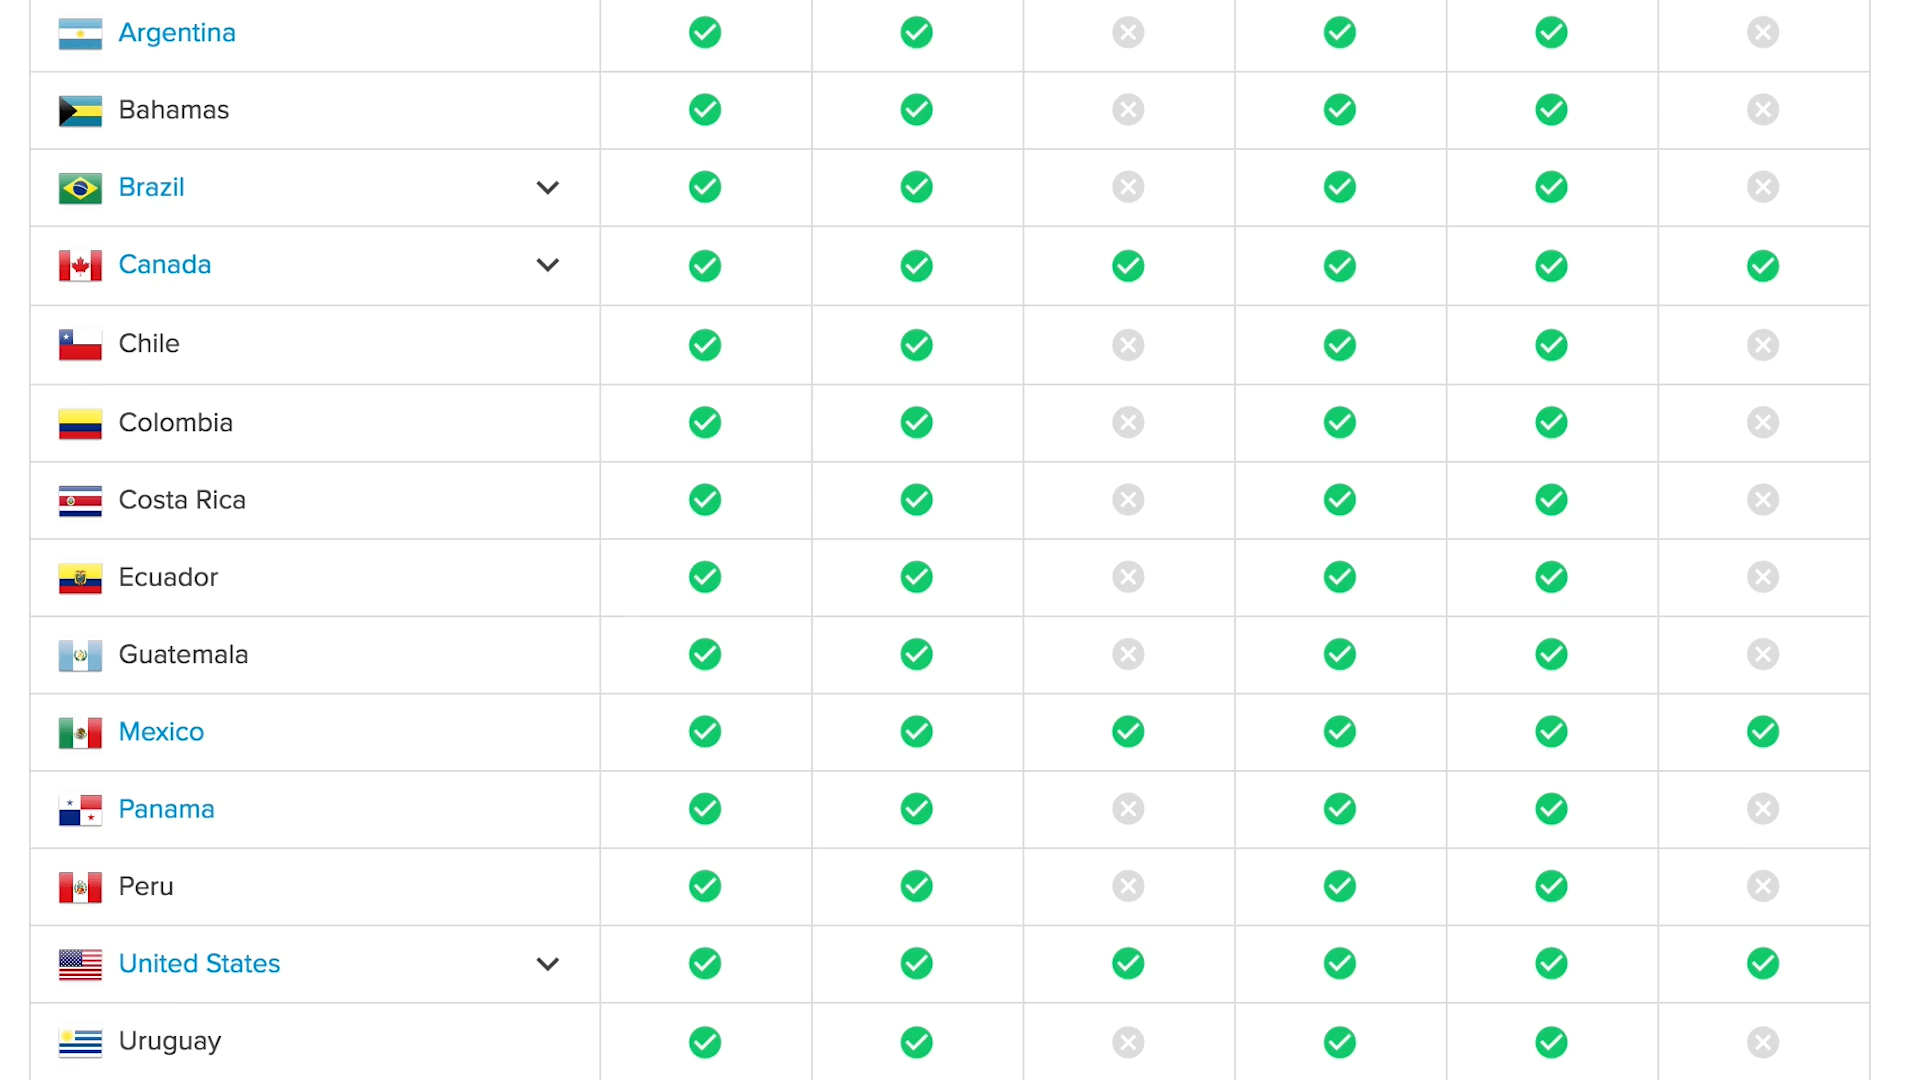 Argentina
Bahamas
Brazil
Canada
Chile
Colombia
Costa Rica
Ecuador
Guatemala
Mexico
Panama
Peru
United States
Uruguay